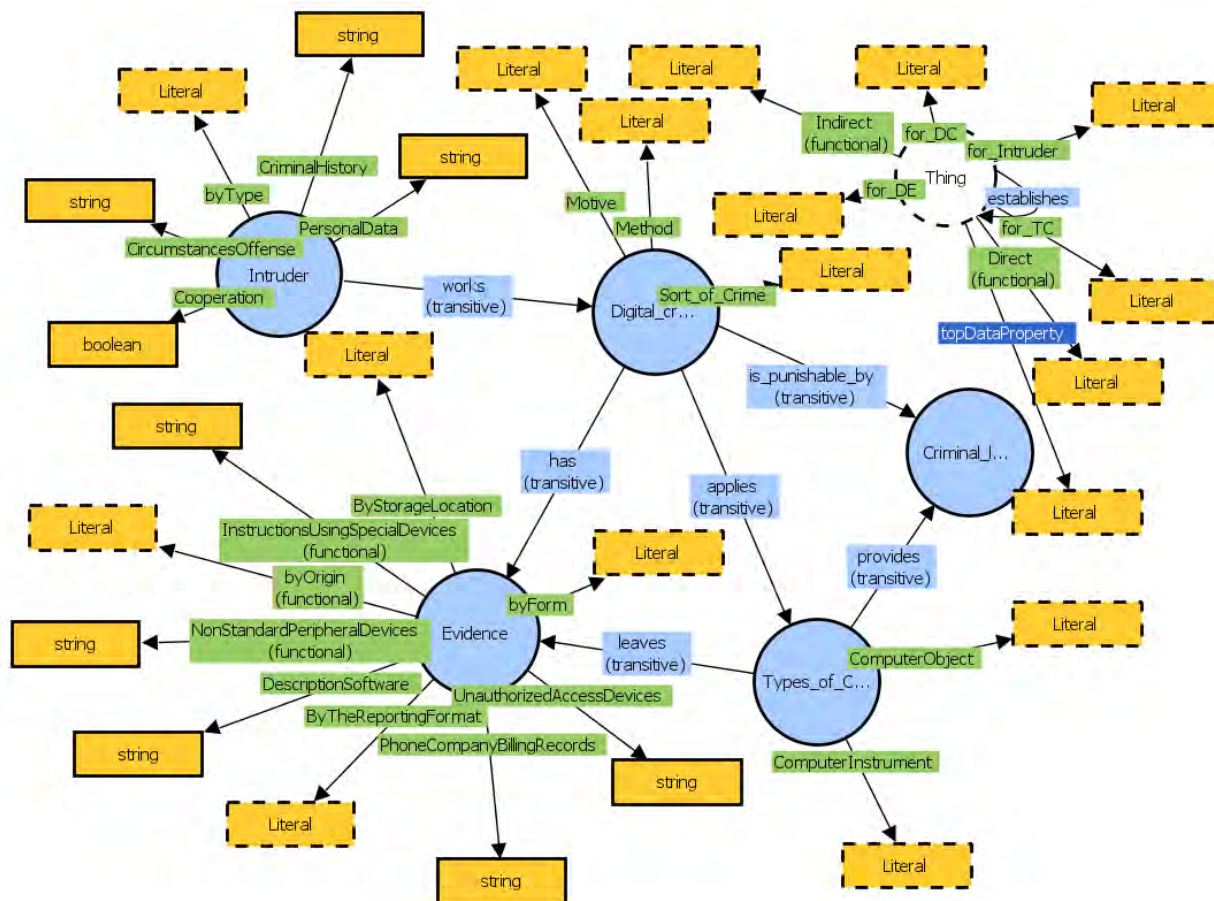 string
Literal
Literal
Literal
Literal
Literal
Literal
Indirect
(functional)
for_DC
for_Intruder
string
CriminalHistory
byType
Thing
string
PersonalData
Motive
Method
for_DE
Literal
establishes
for_TC
CircumstancesOffense
Intruder
Direct
(functional)
Literal
Cooperation
works
(transitive)
Sort_of_Crime
Digital_cr...
Literal
boolean
Literal
topDataProperty
is_punishable_by
(transitive)
Literal
string
has
(transitive)
Criminal_l...
applies
(transitive)
ByStorageLocation
Literal
Literal
InstructionsUsingSpecialDevices
(functional)
Literal
provides
(transitive)
byOrigin
(functional)
byForm
string
NonStandardPeripheralDevices
(functional)
Evidence
leaves
(transitive)
Literal
ComputerObject
DescriptionSoftware
UnauthorizedAccessDevices
Types_of_C...
ByTheReportingFormat
PhoneCompanyBillingRecords
string
ComputerInstrument
string
Literal
Literal
string